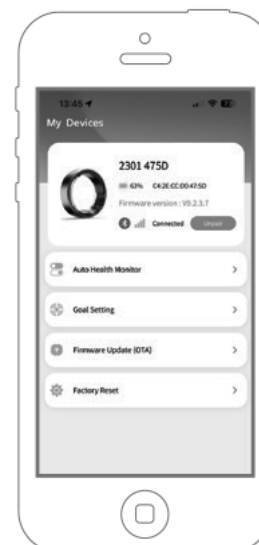 13:45
My Devices
2301 475D
63% C4:2E:CC:D0:47:5D
Firmware version : V0.2.3.7
Connected Unpair
Auto Health Monitor
Goal Setting
Firmware Update (OTA)
Factory Reset